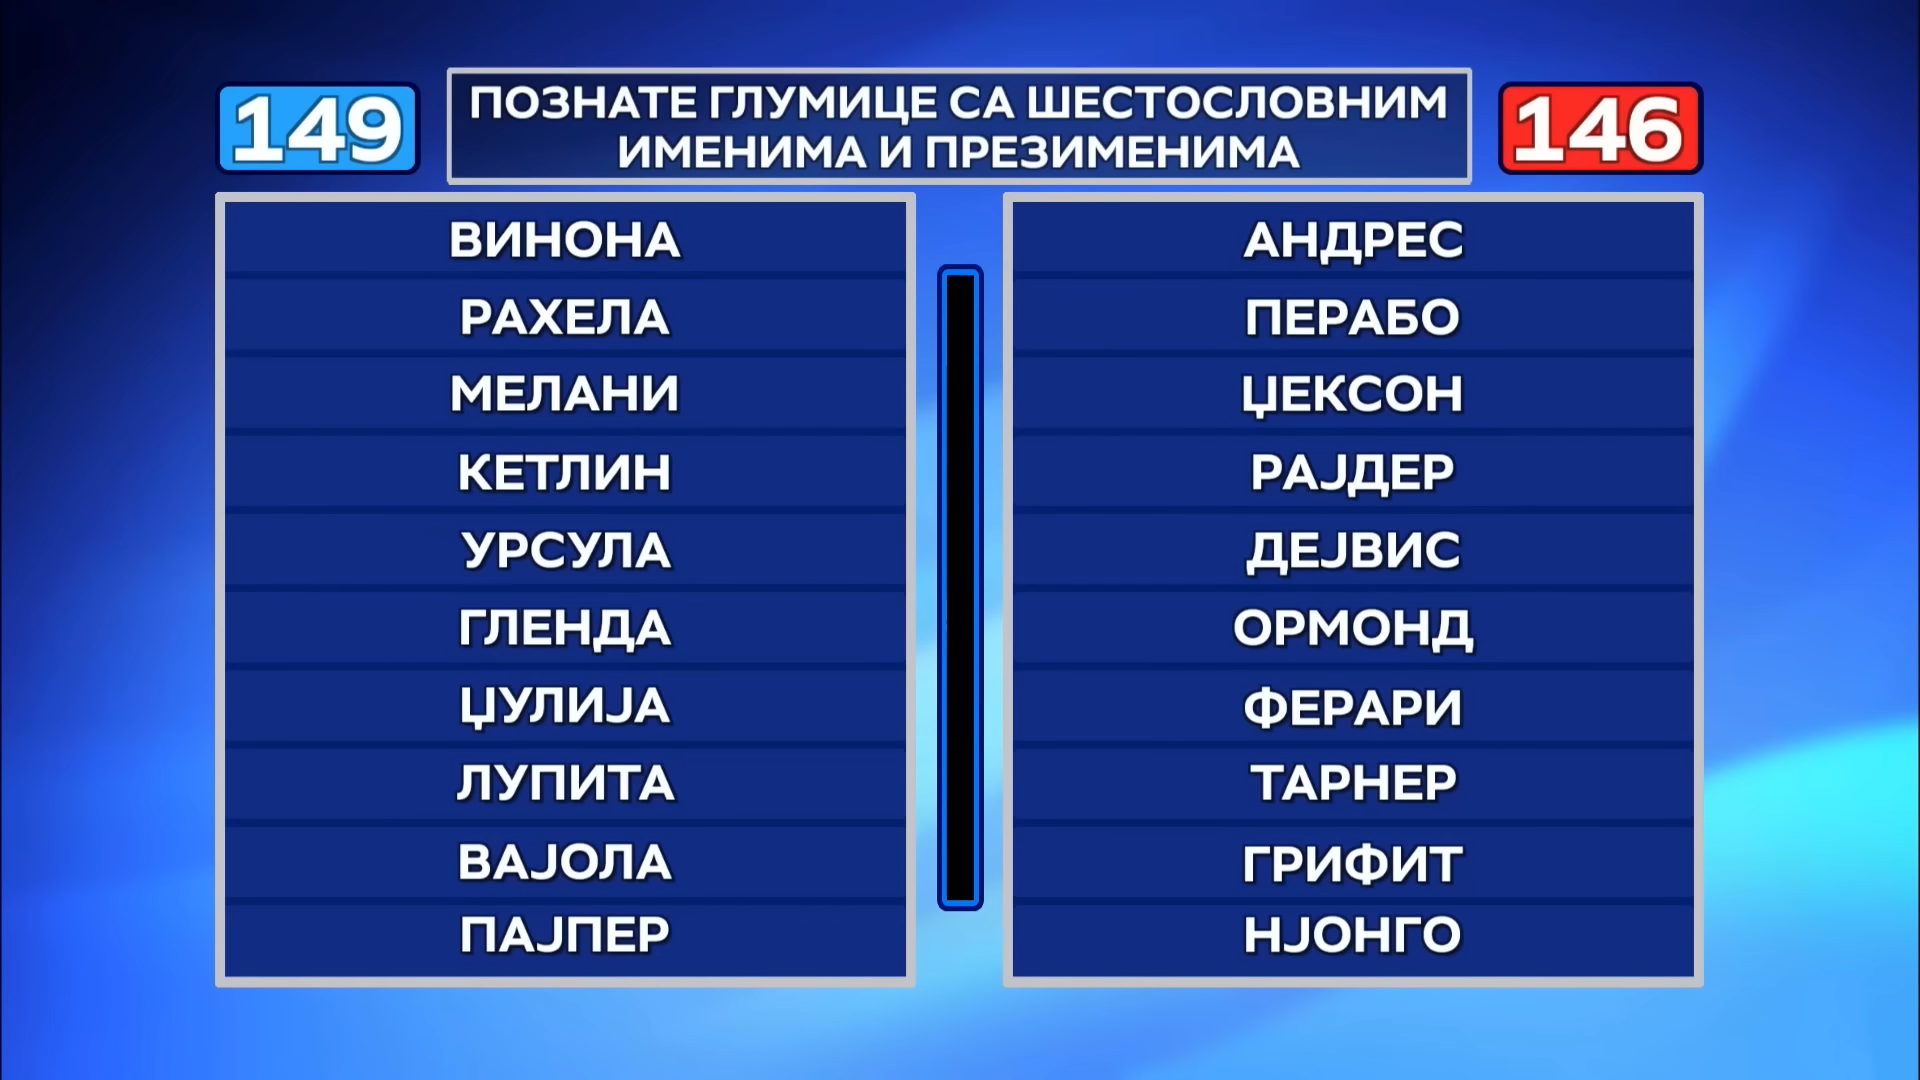 149
ПОЗНАТЕ ГЛУМИЦЕ СА ШЕСТОСЛОВНИМ
ИМЕНИМА И ПРЕЗИМЕНИМА
146
ВИНОНА
АНДРЕС
РАХЕЛА
ПЕРАБО
МЕЛАНИ
ЏЕКСОН
КЕТЛИН
РАЈДЕР
УРСУЛА
ДЕЈВИС
ГЛЕНДА
ОРМОНД
ЏУЛИЈА
ФЕРАРИ
ЛУПИТА
ТАРНЕР
ВАЈОЛА
ГРИФИТ
ПАЈПЕР
НЈОНГО